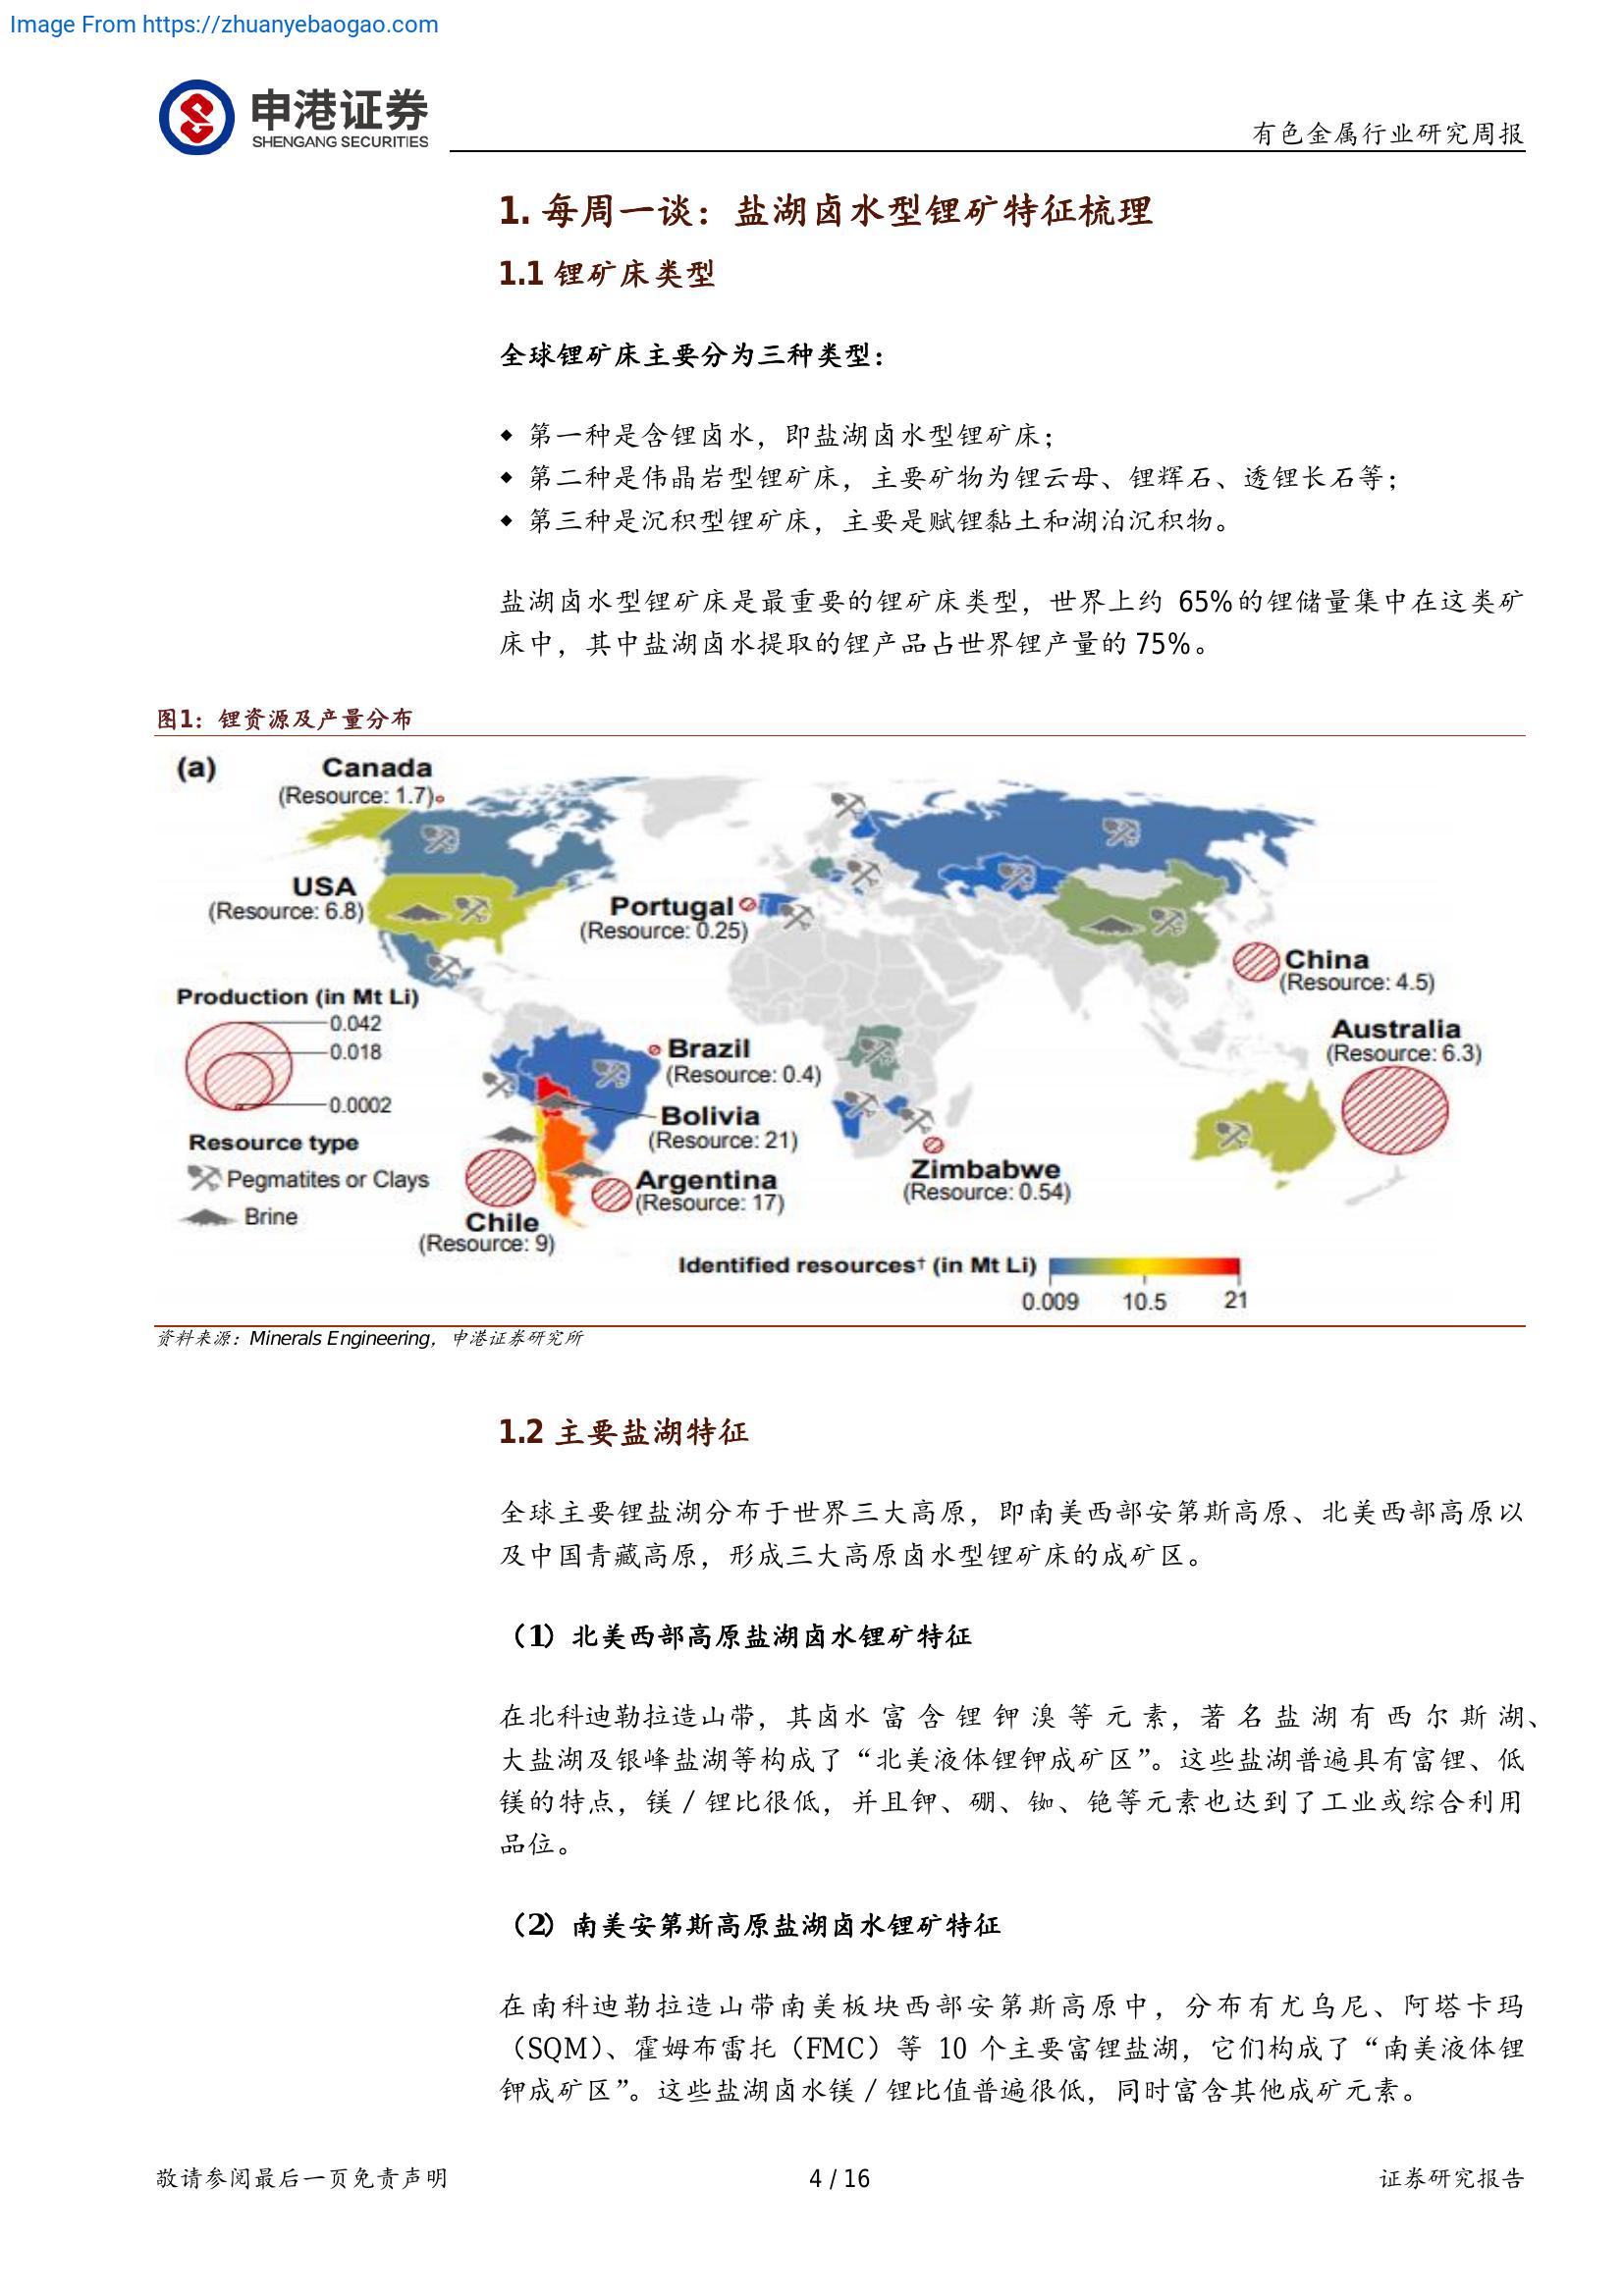 Image From https://zhuanyebaogao.com
申港证券
SHENGANG SECURITIES
有色金属行业研究周报
1. 每周一谈：盐湖卤水型锂矿特征梳理
1.1 锂矿床类型
全球锂矿床主要分为三种类型：
◆ 第一种是含锂卤水，即盐湖卤水型锂矿床；
◆ 第二种是伟晶岩型锂矿床，主要矿物为锂云母、锂辉石、透锂长石等；
◆ 第三种是沉积型锂矿床，主要是赋锂黏土和湖泊沉积物。
盐湖卤水型锂矿床是最重要的锂矿床类型，世界上约 65%的锂储量集中在这类矿
床中，其中盐湖卤水提取的锂产品占世界锂产量的 75%。
图1：锂资源及产量分布
(a)
Canada
(Resource: 1.7)
USA
(Resource: 6.8)
Portugal
(Resource: 0.25)
China
(Resource: 4.5)
Production (in Mt Li)
0.042
0.018
0.0002
Australia
(Resource: 6.3)
Brazil
(Resource: 0.4)
Bolivia
(Resource: 21)
Resource type
Pegmatites or Clays
Brine
Argentina
(Resource: 17)
Zimbabwe
(Resource: 0.54)
Chile
(Resource: 9)
Identified resources† (in Mt Li)
0.009 10.5 21
资料来源：Minerals Engineering，申港证券研究所
1.2 主要盐湖特征
全球主要锂盐湖分布于世界三大高原，即南美西部安第斯高原、北美西部高原以
及中国青藏高原，形成三大高原卤水型锂矿床的成矿区。
（1）北美西部高原盐湖卤水锂矿特征
在北科迪勒拉造山带，其卤水 富 含 锂 钾 溴 等 元 素，著 名 盐 湖 有 西 尔 斯 湖、
大盐湖及银峰盐湖等构成了“北美液体锂钾成矿区”。这些盐湖普遍具有富锂、低
镁的特点，镁 / 锂比很低，并且钾、硼、铷、铯等元素也达到了工业或综合利用
品位。
（2）南美安第斯高原盐湖卤水锂矿特征
在南科迪勒拉造山带南美板块西部安第斯高原中，分布有尤乌尼、阿塔卡玛
（SQM）、霍姆布雷托（FMC）等 10 个主要富锂盐湖，它们构成了“南美液体锂
钾成矿区”。这些盐湖卤水镁 / 锂比值普遍很低，同时富含其他成矿元素。
敬请参阅最后一页免责声明
4 / 16
证券研究报告